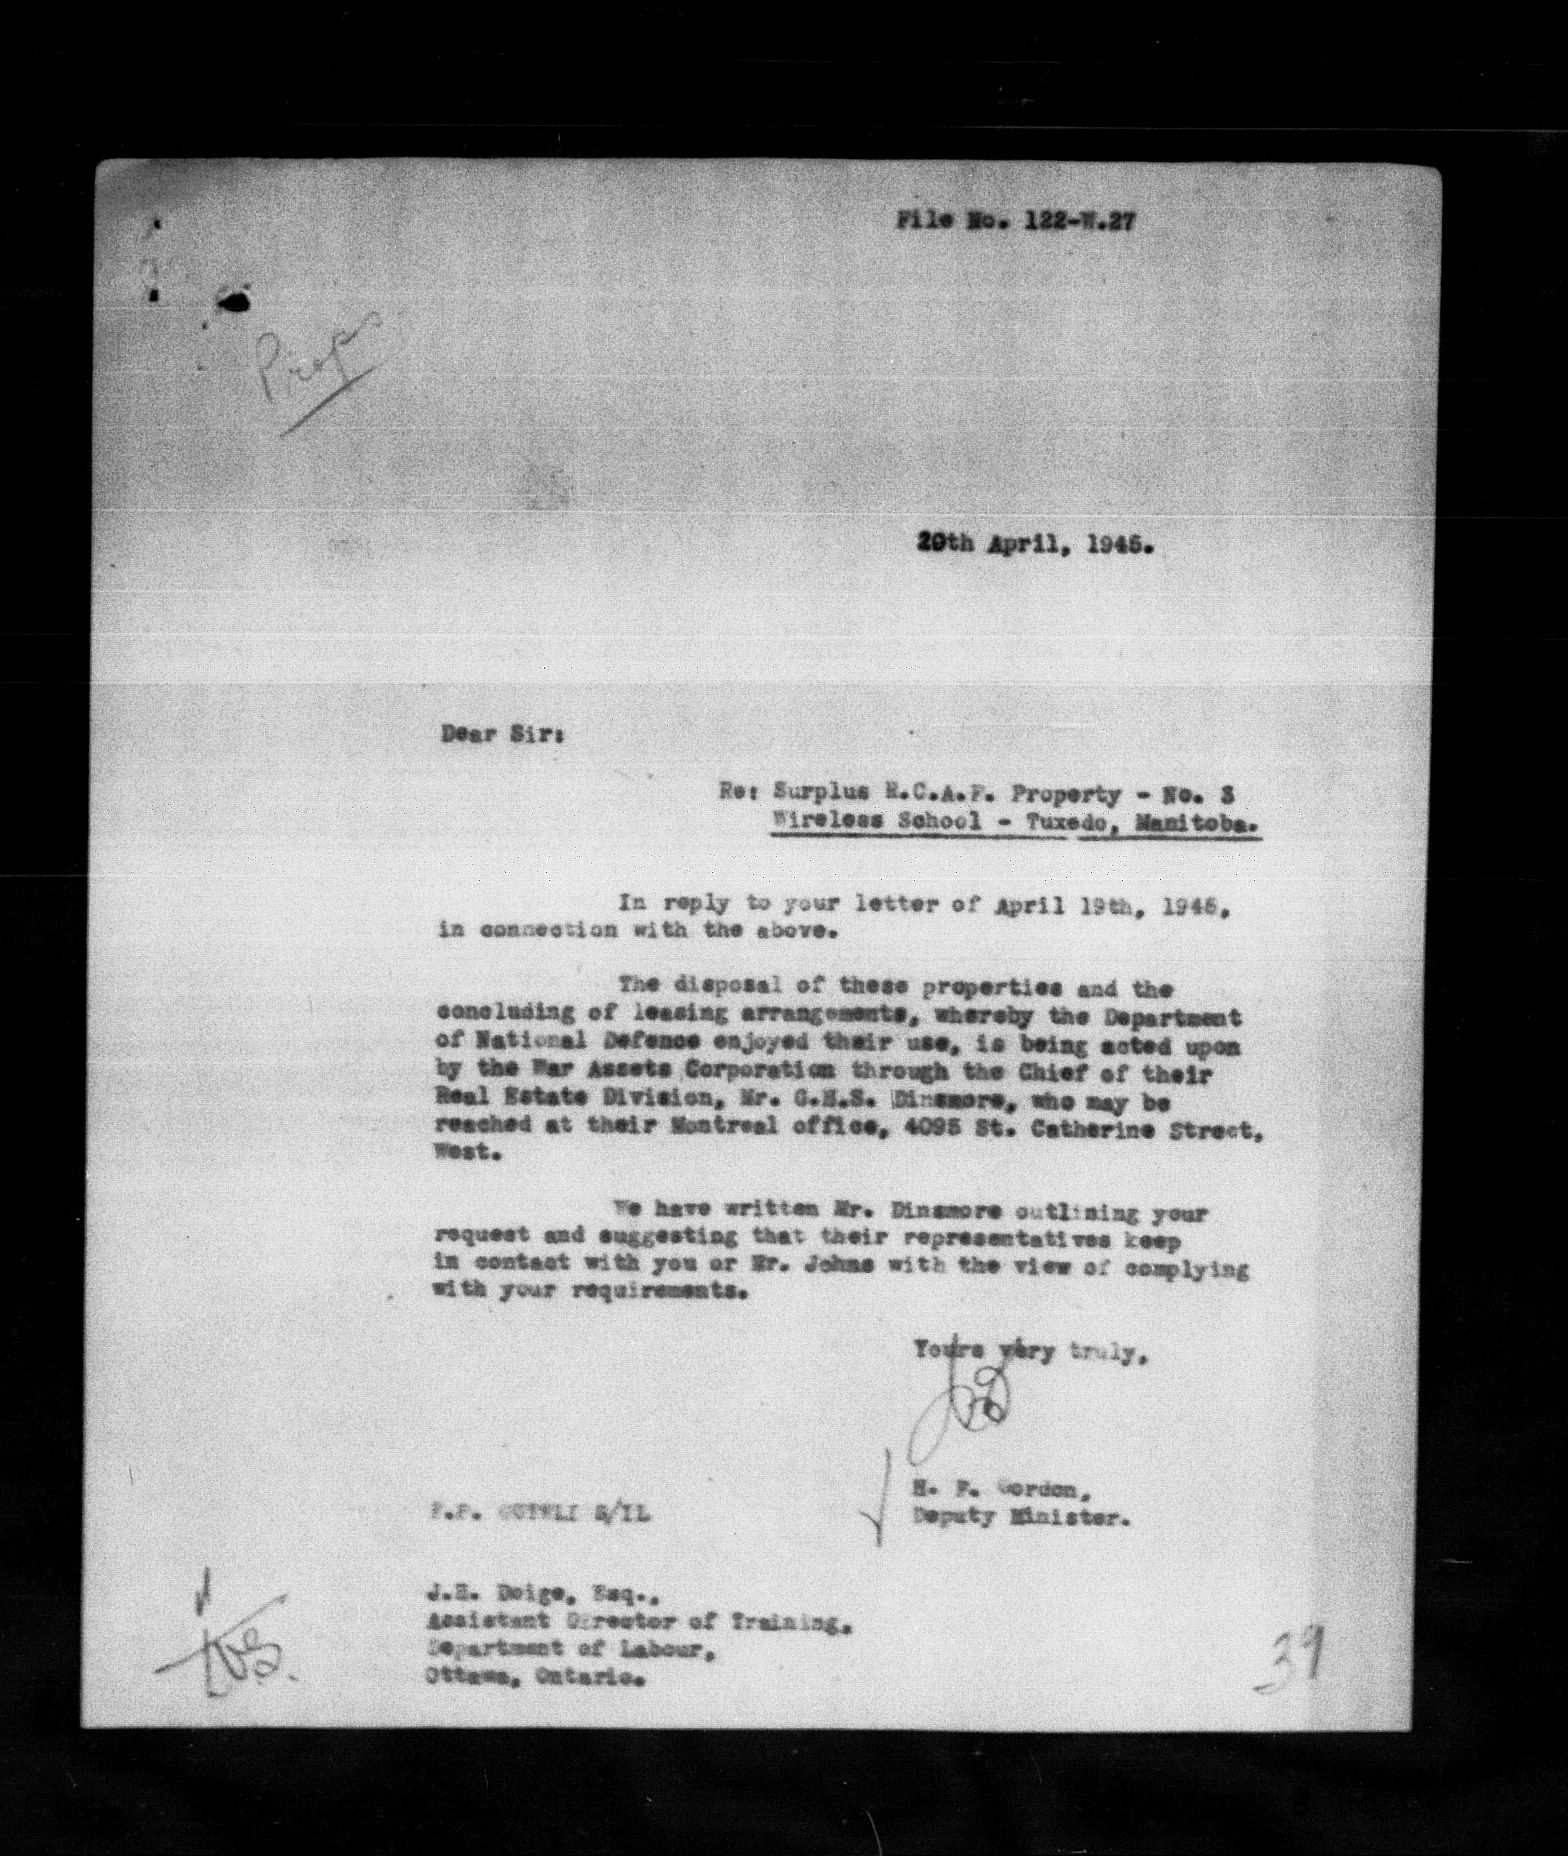 File No. 122-W.27
Props
20th April, 1945.
Dear Sir:
Re: Surplus R.C.A.F. Property - No. 3
Wireless School - Tuxedo, Manitoba.
In reply to your letter of April 19th, 1945,
in connection with the above.
The disposal of these properties and the
concluding of leasing arrangements, whereby the Department
of National Defence enjoyed their use, is being acted upon
by the War Assets Corporation through the Chief of their
Real Estate Division, Mr. G.H.S. Dinsmore, who may be
reached at their Montreal office, 4095 St. Catherine Street,
West.
We have written Mr. Dinsmore outlining your
request and suggesting that their representatives keep
in contact with you or Mr. Johns with the view of complying
with your requirements.
Yours very truly,
H. F. Gordon,
Deputy Minister.
J.H. Doige, Esq.,
Assistant Director of Training,
Department of Labour,
Ottawa, Ontario.
39